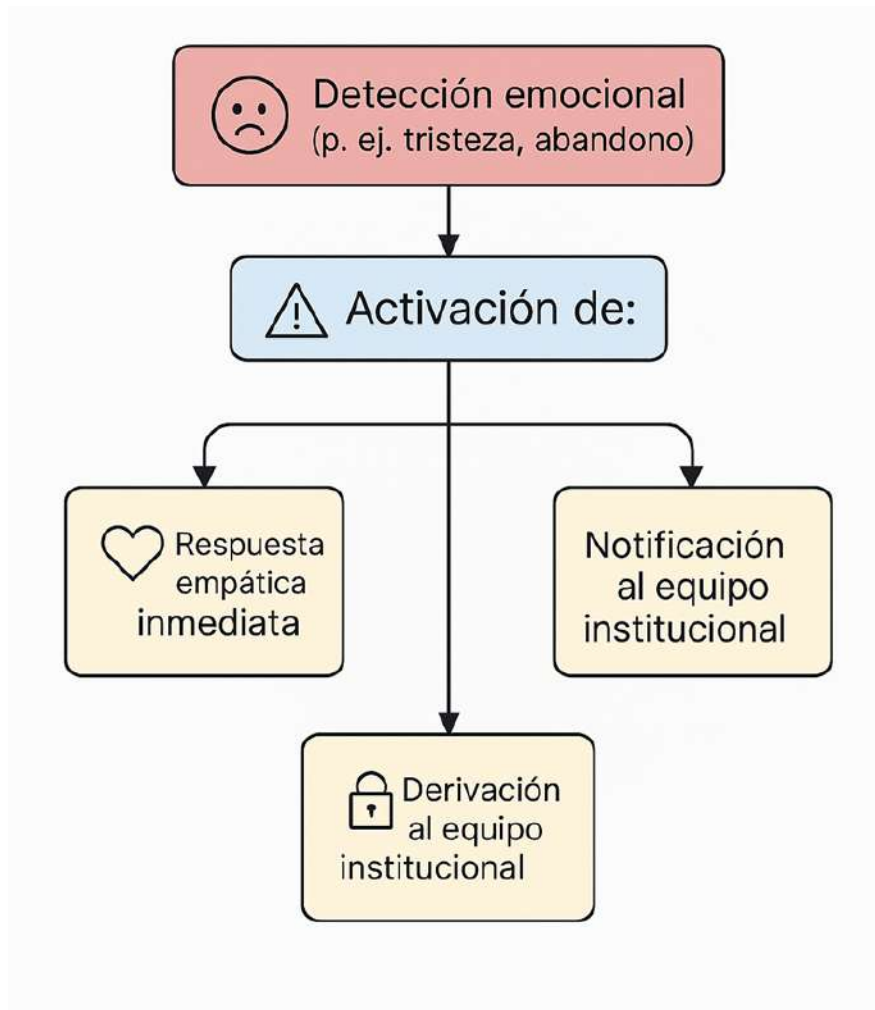 Detección emocional
(p. ej. tristeza, abandono)
Activación de:
Respuesta
empática
inmediata
Notificación
al equipo
institucional
Derivación
al equipo
institucional